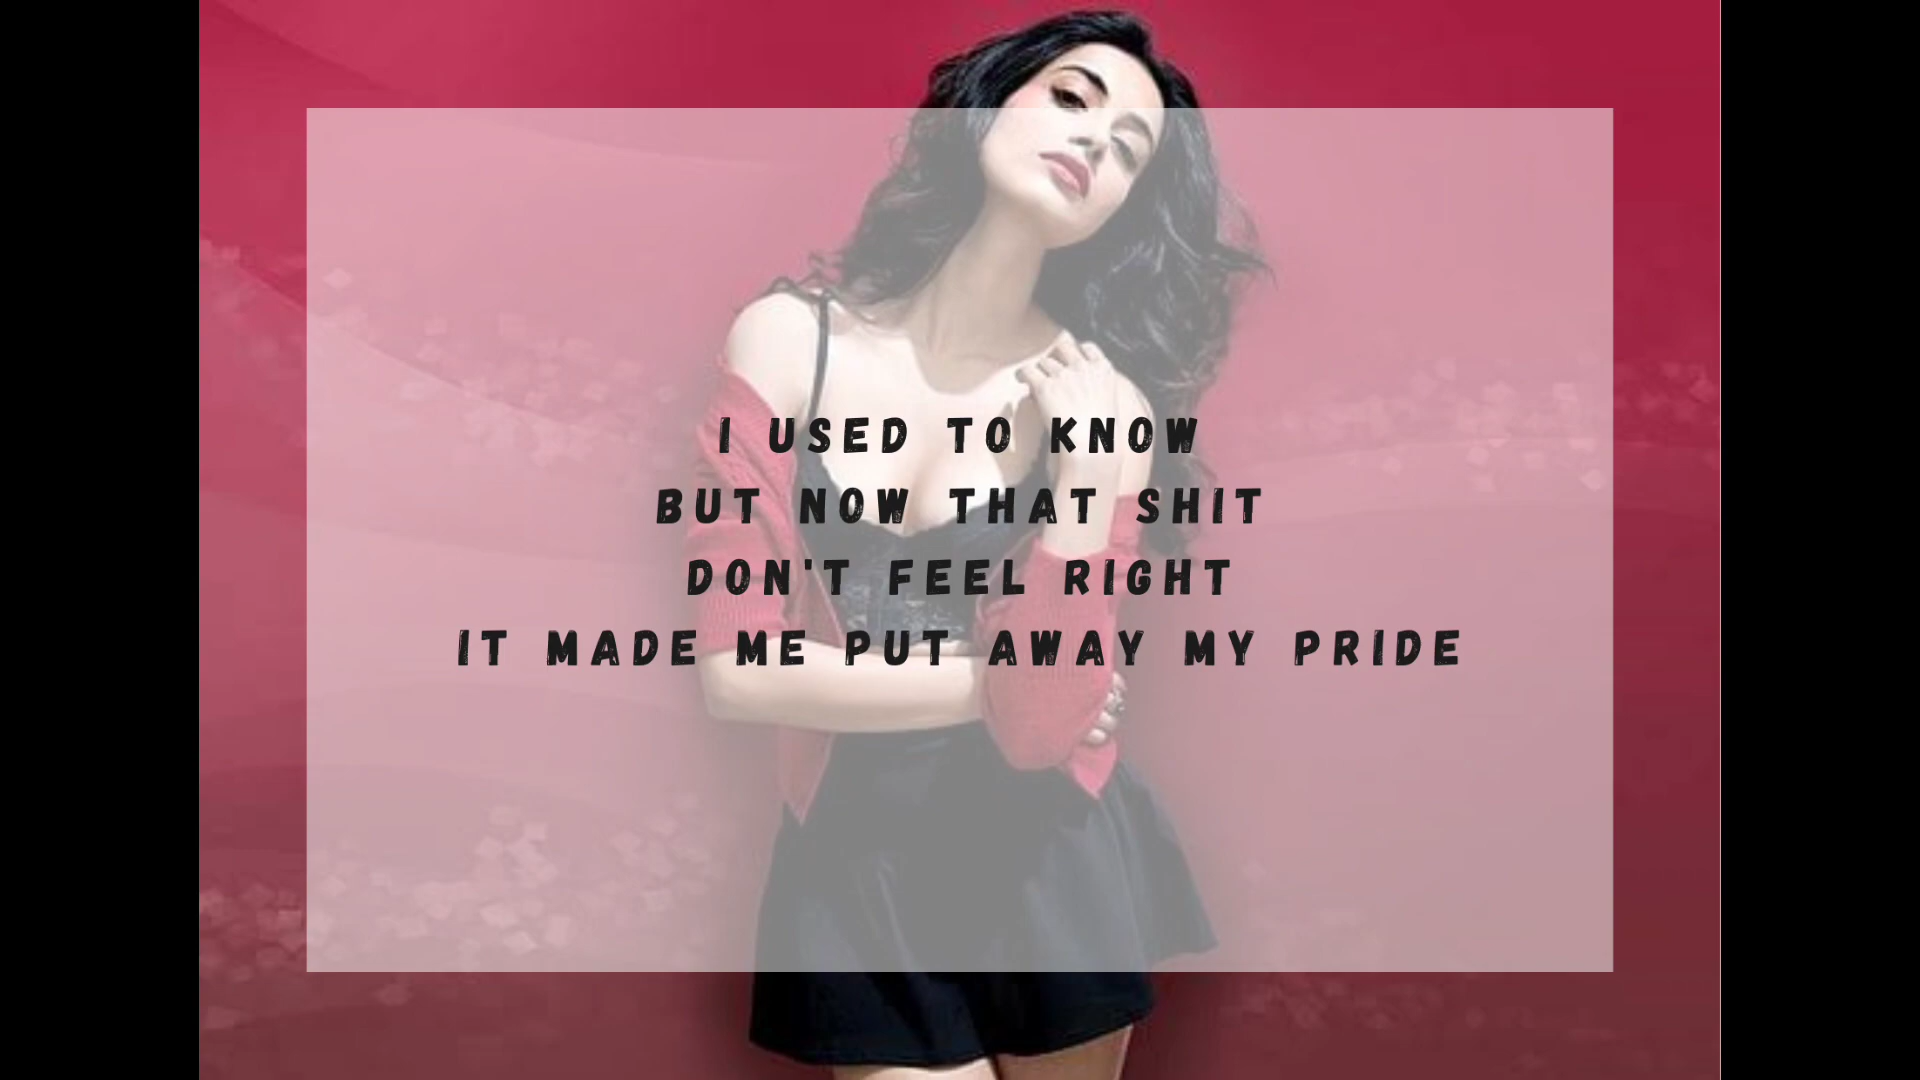 I USED TO KNOW
BUT NOW THAT SHIT
DON'T FEEL RIGHT
IT MADE ME PUT AWAY MY PRIDE